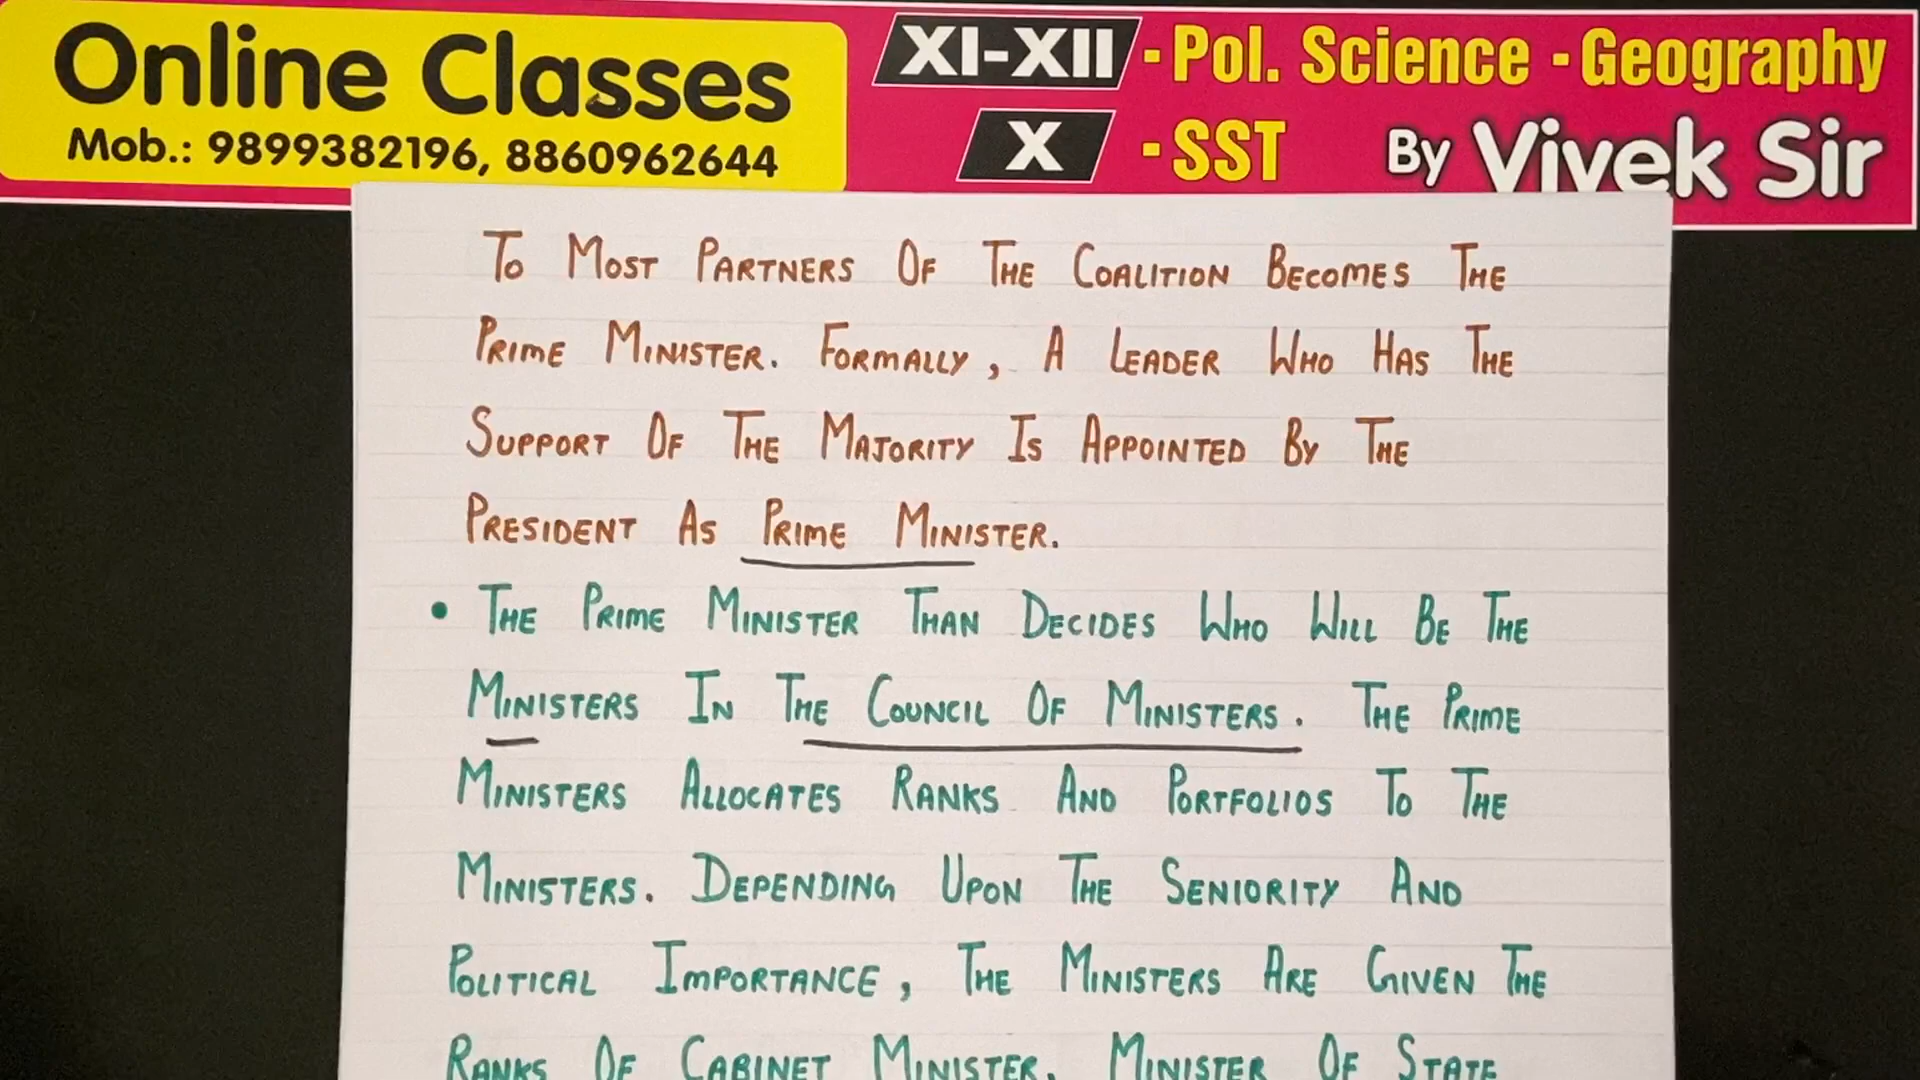 Online Classes
Mob.: 9899382196, 8860962644
XI-XII - Pol. Science - Geography
X - SST By Vivek Sir
To Most Partners Of The Coalition Becomes The
Prime Minister. Formally, A Leader Who Has The
Support Of The Majority Is Appointed By The
President As Prime Minister.
• The Prime Minister Than Decides Who Will Be The
Ministers In The Council Of Ministers. The Prime
Ministers Allocates Ranks And Portfolios To The
Ministers. Depending Upon The Seniority And
Political Importance, The Ministers Are Given The
Ranks Of Cabinet Minister, Minister Of State